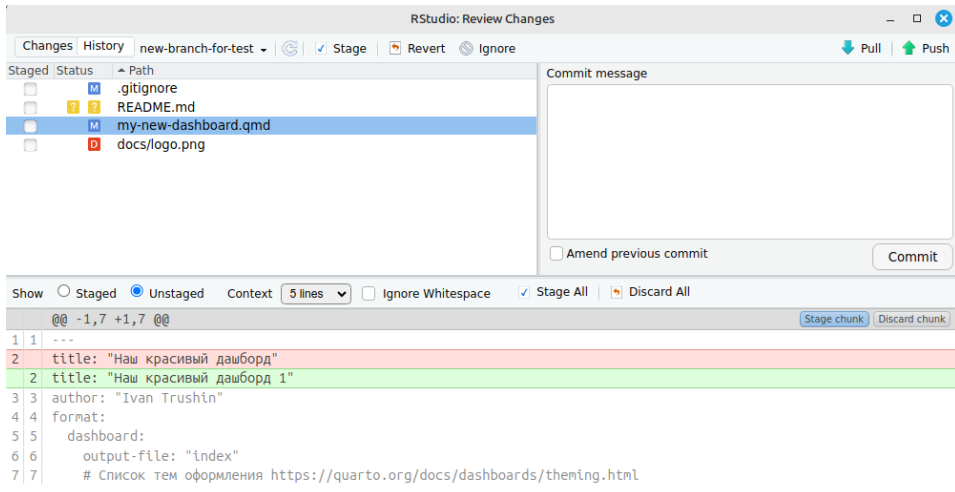 RStudio: Review Changes
Changes History new-branch-for-test Stage Revert Ignore Pull Push
Staged Status Path
M .gitignore
? ? README.md
M my-new-dashboard.qmd
D docs/logo.png
Commit message
Amend previous commit
Commit
Show Staged Unstaged Context 5 lines Ignore Whitespace Stage All Discard All
@@ -1,7 +1,7 @@ Stage chunk Discard chunk
1 1 ---
2 title: "Наш красивый дашборд"
2 title: "Наш красивый дашборд 1"
3 3 author: "Ivan Trushin"
4 4 format:
5 5 dashboard:
6 6 output-file: "index"
7 7 # Список тем оформления https://quarto.org/docs/dashboards/theming.html